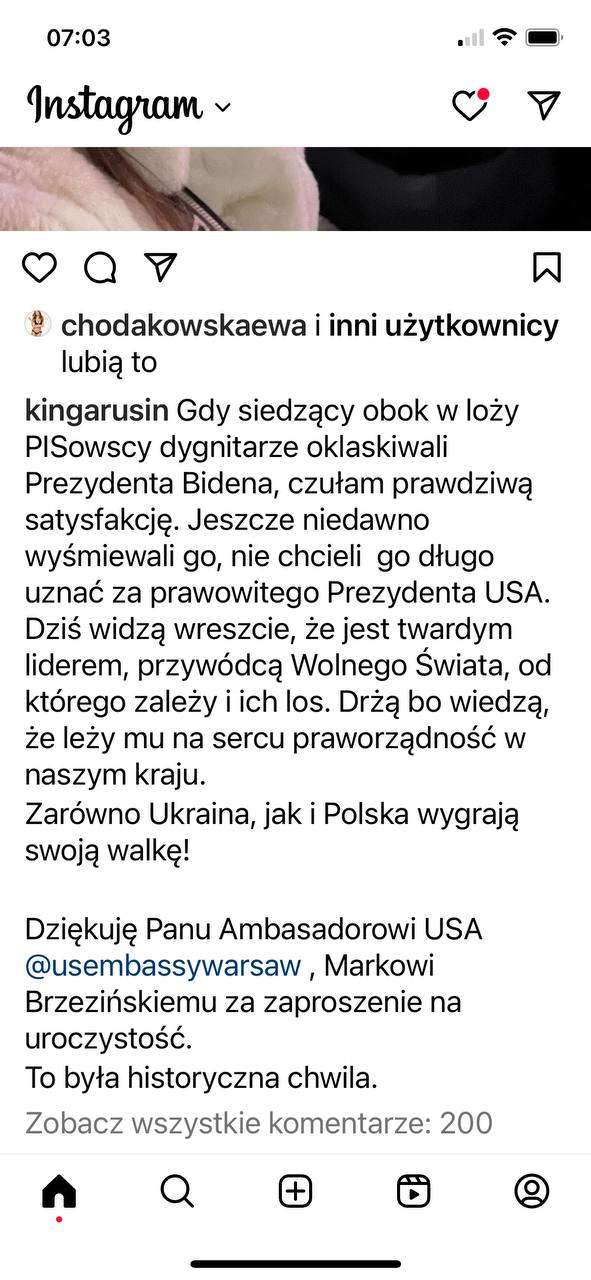 07:03
Instagram
chodakowskaewa i inni użytkownicy
lubią to
kingarusin Gdy siedzący obok w loży
PISowscy dygnitarze oklaskiwali
Prezydenta Bidena, czułam prawdziwą
satysfakcję. Jeszcze niedawno
wyśmiewali go, nie chcieli  go długo
uznać za prawowitego Prezydenta USA.
Dziś widzą wreszcie, że jest twardym
liderem, przywódcą Wolnego Świata, od
którego zależy i ich los. Drżą bo wiedzą,
że leży mu na sercu praworządność w
naszym kraju.
Zarówno Ukraina, jak i Polska wygrają
swoją walkę!
Dziękuję Panu Ambasadorowi USA
@usembassywarsaw , Markowi
Brzezińskiemu za zaproszenie na
uroczystość.
To była historyczna chwila.
Zobacz wszystkie komentarze: 200